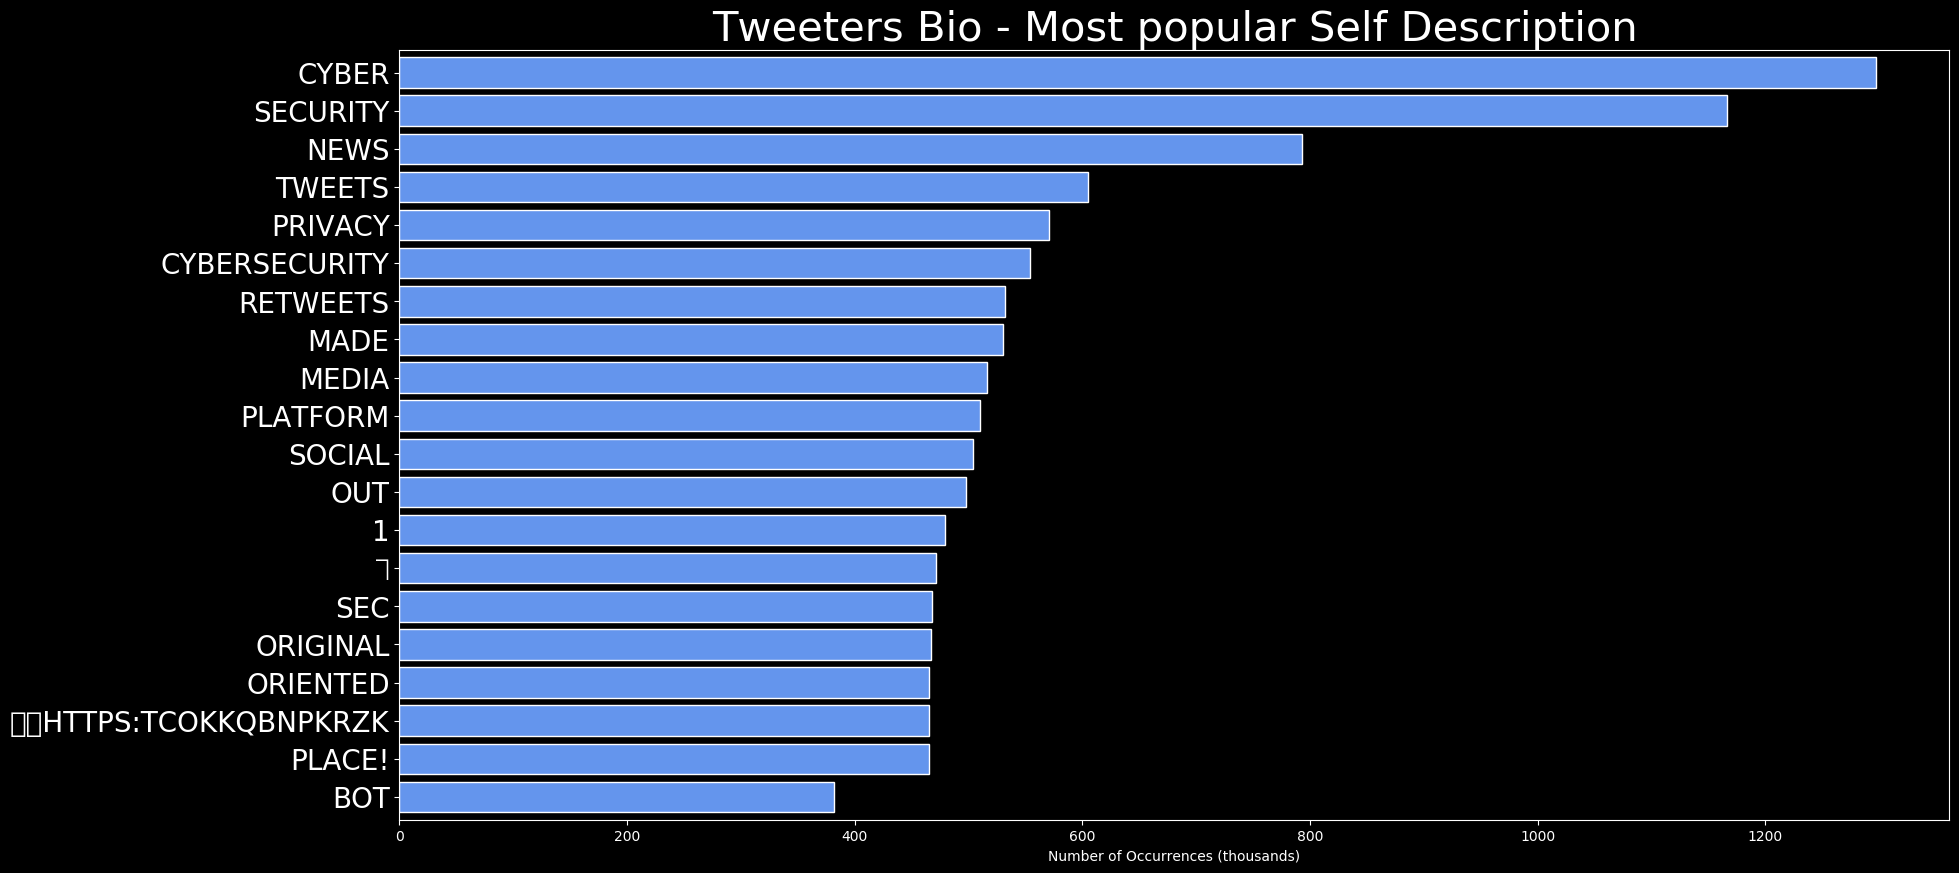 Tweeters Bio - Most popular Self Description
CYBER
SECURITY
NEWS
TWEETS
PRIVACY
CYBERSECURITY
RETWEETS
MADE
MEDIA
PLATFORM
SOCIAL
OUT
1
SEC
ORIGINAL
ORIENTED
HTTPS:TCOKKQBNPKRZK
PLACE!
BOT
0 200 400 600 800 1000 1200
Number of Occurrences (thousands)